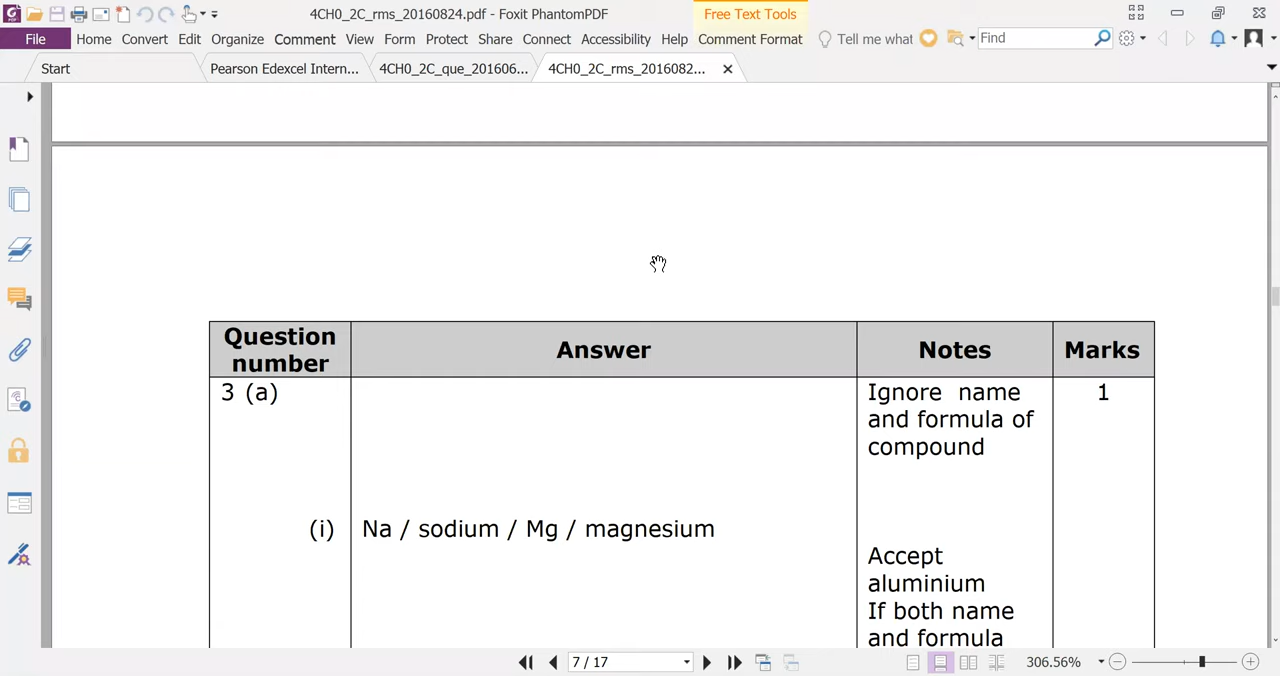 4CH0_2C_rms_20160824.pdf - Foxit PhantomPDF
Free Text Tools
File Home Convert Edit Organize Comment View Form Protect Share Connect Accessibility Help Comment Format Tell me what Find
Start Pearson Edexcel Intern... 4CH0_2C_que_201606... 4CH0_2C_rms_2016082...
Question number Answer Notes Marks
3 (a) Ignore name 1
and formula of
compound
(i) Na / sodium / Mg / magnesium
Accept
aluminium
If both name
and formula
7 / 17 306.56%